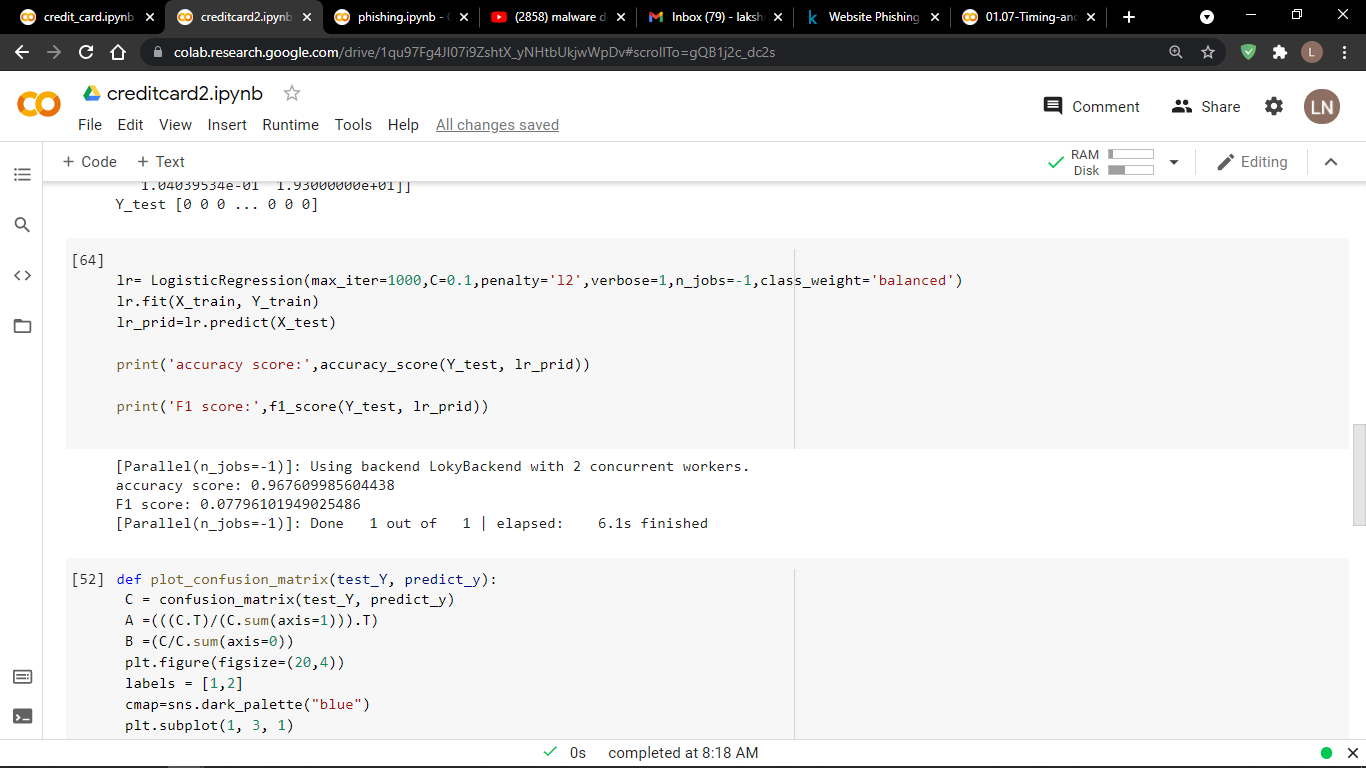 credit_card.ipynb
creditcard2.ipynb
phishing.ipynb - C
(2858) malware d
Inbox (79) - laksh
Website Phishing
01.07-Timing-and
colab.research.google.com/drive/1qu97Fg4JI07i9ZshtX_yNHtbUkjwWpDv#scrollTo=gQB1j2c_dc2s
L
creditcard2.ipynb
Comment
Share
LN
File Edit View Insert Runtime Tools Help All changes saved
+ Code + Text
RAM
Disk
Editing
1.04039534e-01 1.93000000e+01]]
Y_test [0 0 0 ... 0 0 0]
[64]
lr= LogisticRegression(max_iter=1000,C=0.1,penalty='l2',verbose=1,n_jobs=-1,class_weight='balanced')
lr.fit(X_train, Y_train)
lr_prid=lr.predict(X_test)
print('accuracy score:',accuracy_score(Y_test, lr_prid))
print('F1 score:',f1_score(Y_test, lr_prid))
[Parallel(n_jobs=-1)]: Using backend LokyBackend with 2 concurrent workers.
accuracy score: 0.967609985604438
F1 score: 0.07796101949025486
[Parallel(n_jobs=-1)]: Done 1 out of 1 | elapsed: 6.1s finished
[52] def plot_confusion_matrix(test_Y, predict_y):
C = confusion_matrix(test_Y, predict_y)
A =(((C.T)/(C.sum(axis=1))).T)
B =(C/C.sum(axis=0))
plt.figure(figsize=(20,4))
labels = [1,2]
cmap=sns.dark_palette("blue")
plt.subplot(1, 3, 1)
0s completed at 8:18 AM